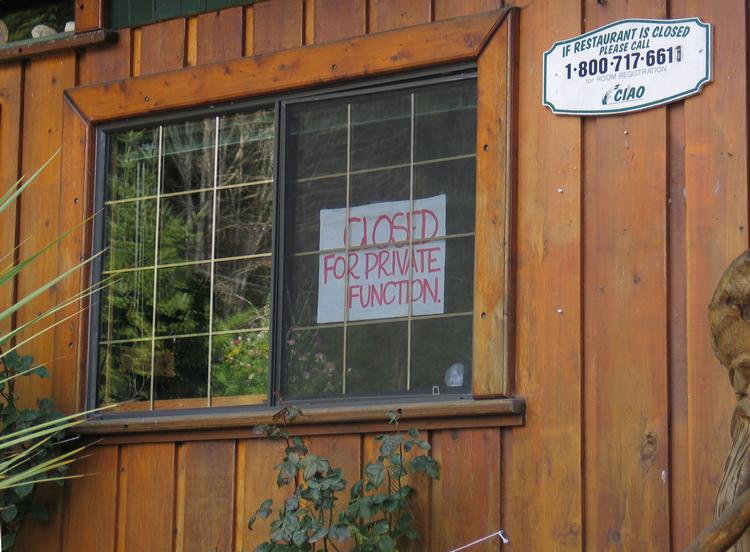 IF RESTAURANT IS CLOSED
PLEASE CALL
1-800-717-6611
for ROOM REGISTRATION
CIAO
CLOSED
FOR PRIVATE
FUNCTION.